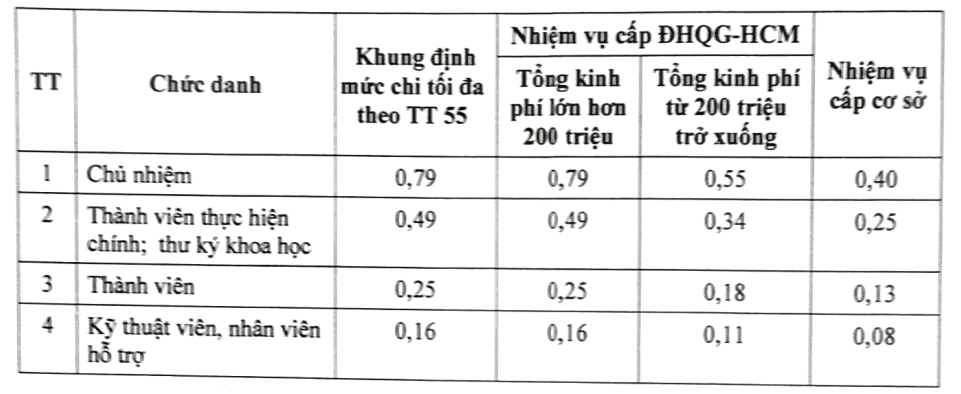 TT
Chức danh
Khung định
mức chi tối đa
theo TT 55
Nhiệm vụ cấp ĐHQG-HCM
Tổng kinh
phí lớn hơn
200 triệu
Tổng kinh phí
từ 200 triệu
trở xuống
Nhiệm vụ
cấp cơ sở
1 Chủ nhiệm 0,79 0,79 0,55 0,40
2 Thành viên thực hiện 0,49 0,49 0,34 0,25
chính; thư ký khoa học
3 Thành viên 0,25 0,25 0,18 0,13
4 Kỹ thuật viên, nhân viên 0,16 0,16 0,11 0,08
hỗ trợ